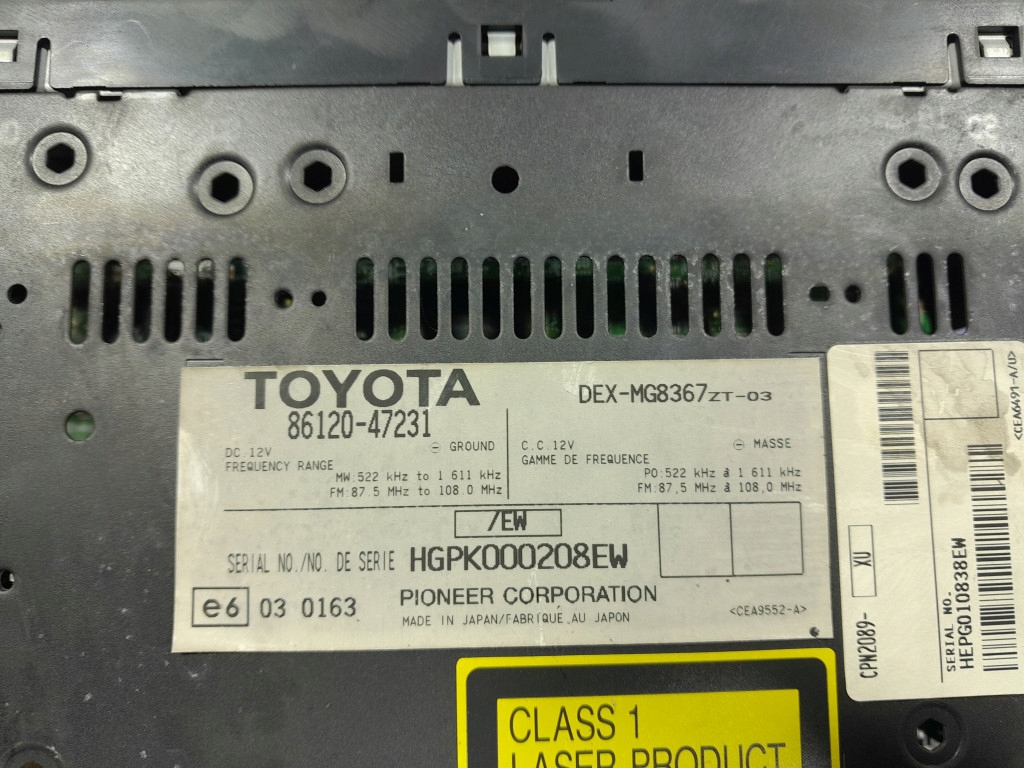 TOYOTA
86120-47231
DEX-MG8367ZT-03
DC.12V ⊖ GROUND
FREQUENCY RANGE
MW:522 kHz to 1 611 kHz
FM:87.5 MHz to 108.0 MHz
C.C.12V ⊖ MASSE
GAMME DE FREQUENCE
PO:522 kHz à 1 611 kHz
FM:87,5 MHz à 108,0 MHz
/EW
SERIAL NO./NO. DE SERIE HGPK000208EW
e6 03 0163
PIONEER CORPORATION
MADE IN JAPAN/FABRIQUE AU JAPON
<CEA9552-A>
CPN2089- XU
SERIAL NO.
HEPG010838EW
<CEA6491-A/U>
CLASS 1
LASER PRODUCT